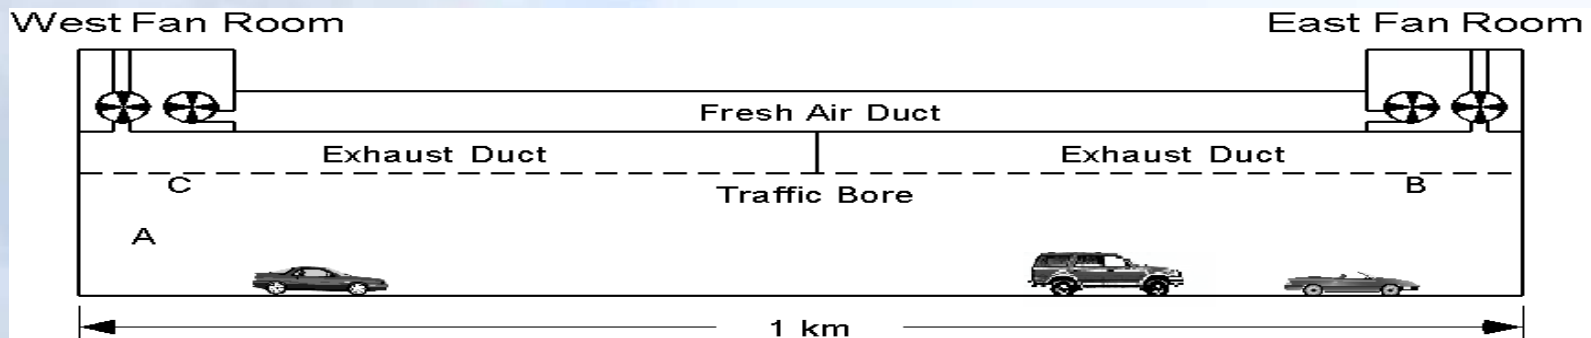 West Fan Room
East Fan Room
Fresh Air Duct
Exhaust Duct
Exhaust Duct
C
Traffic Bore
B
A
1 km